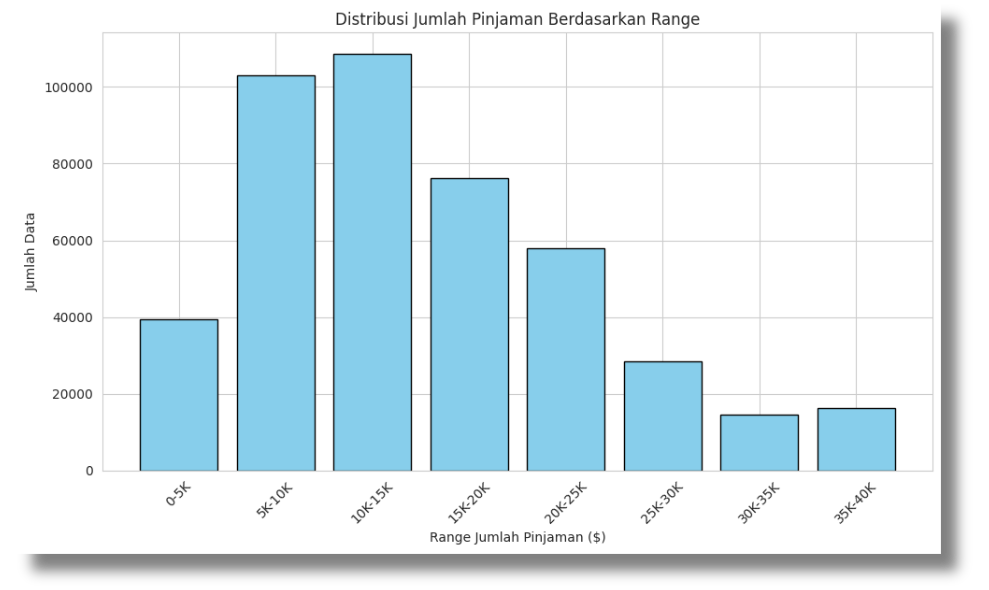 Distribusi Jumlah Pinjaman Berdasarkan Range
100000
80000
60000
40000
20000
0
Jumlah Data
0-5K
5K-10K
10K-15K
15K-20K
20K-25K
25K-30K
30K-35K
35K-40K
Range Jumlah Pinjaman ($)